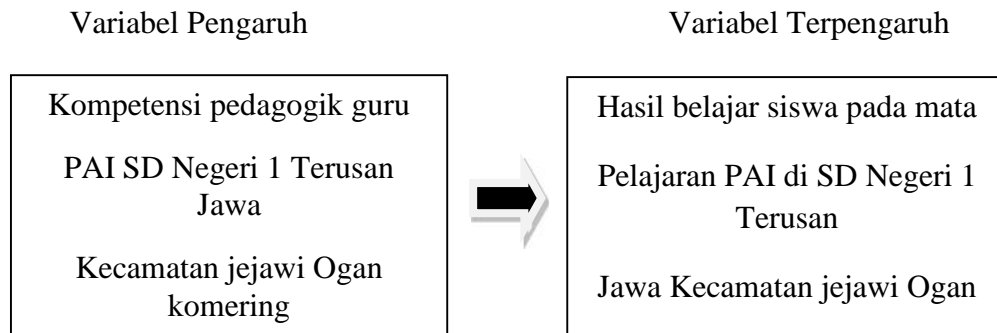 Variabel Pengaruh
Variabel Terpengaruh
Kompetensi pedagogik guru
PAI SD Negeri 1 Terusan
Jawa
Kecamatan jejawi Ogan
komering
Hasil belajar siswa pada mata
Pelajaran PAI di SD Negeri 1
Terusan
Jawa Kecamatan jejawi Ogan